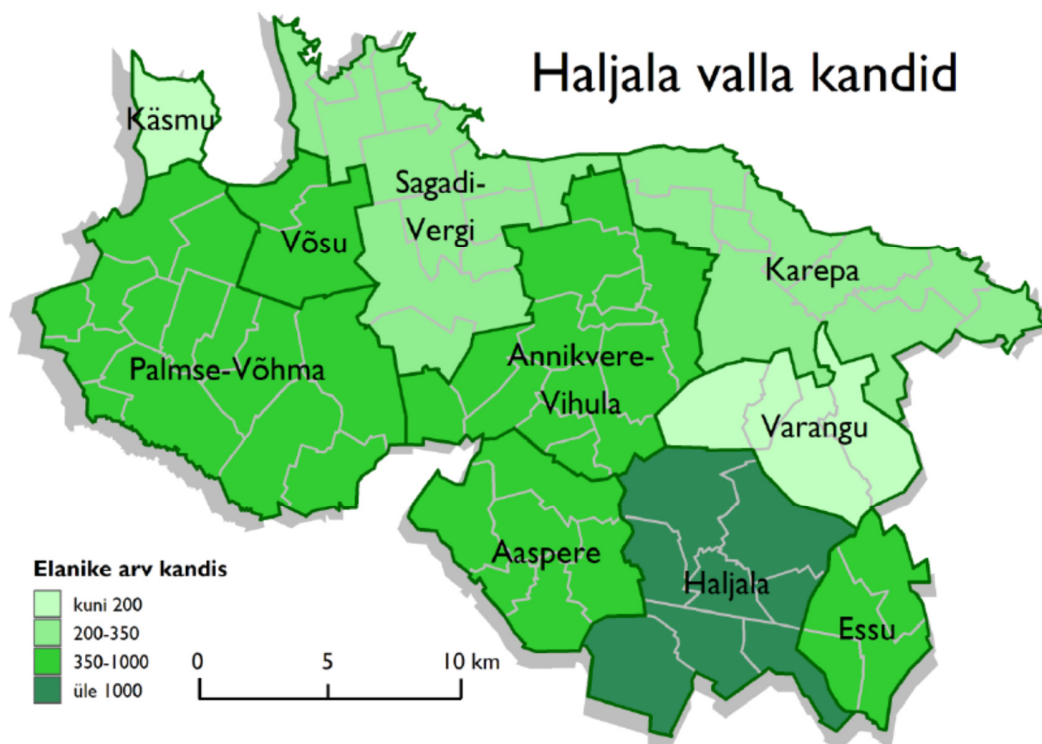 Haljala valla kandid
Käsmu
Sagadi-
Vergi
Võsu
Karepa
Palmse-Võhma
Annikvere-
Vihula
Varangu
Aaspere
Haljala
Essu
Elanike arv kandis
kuni 200
200-350
350-1000
üle 1000
0 5 10 km